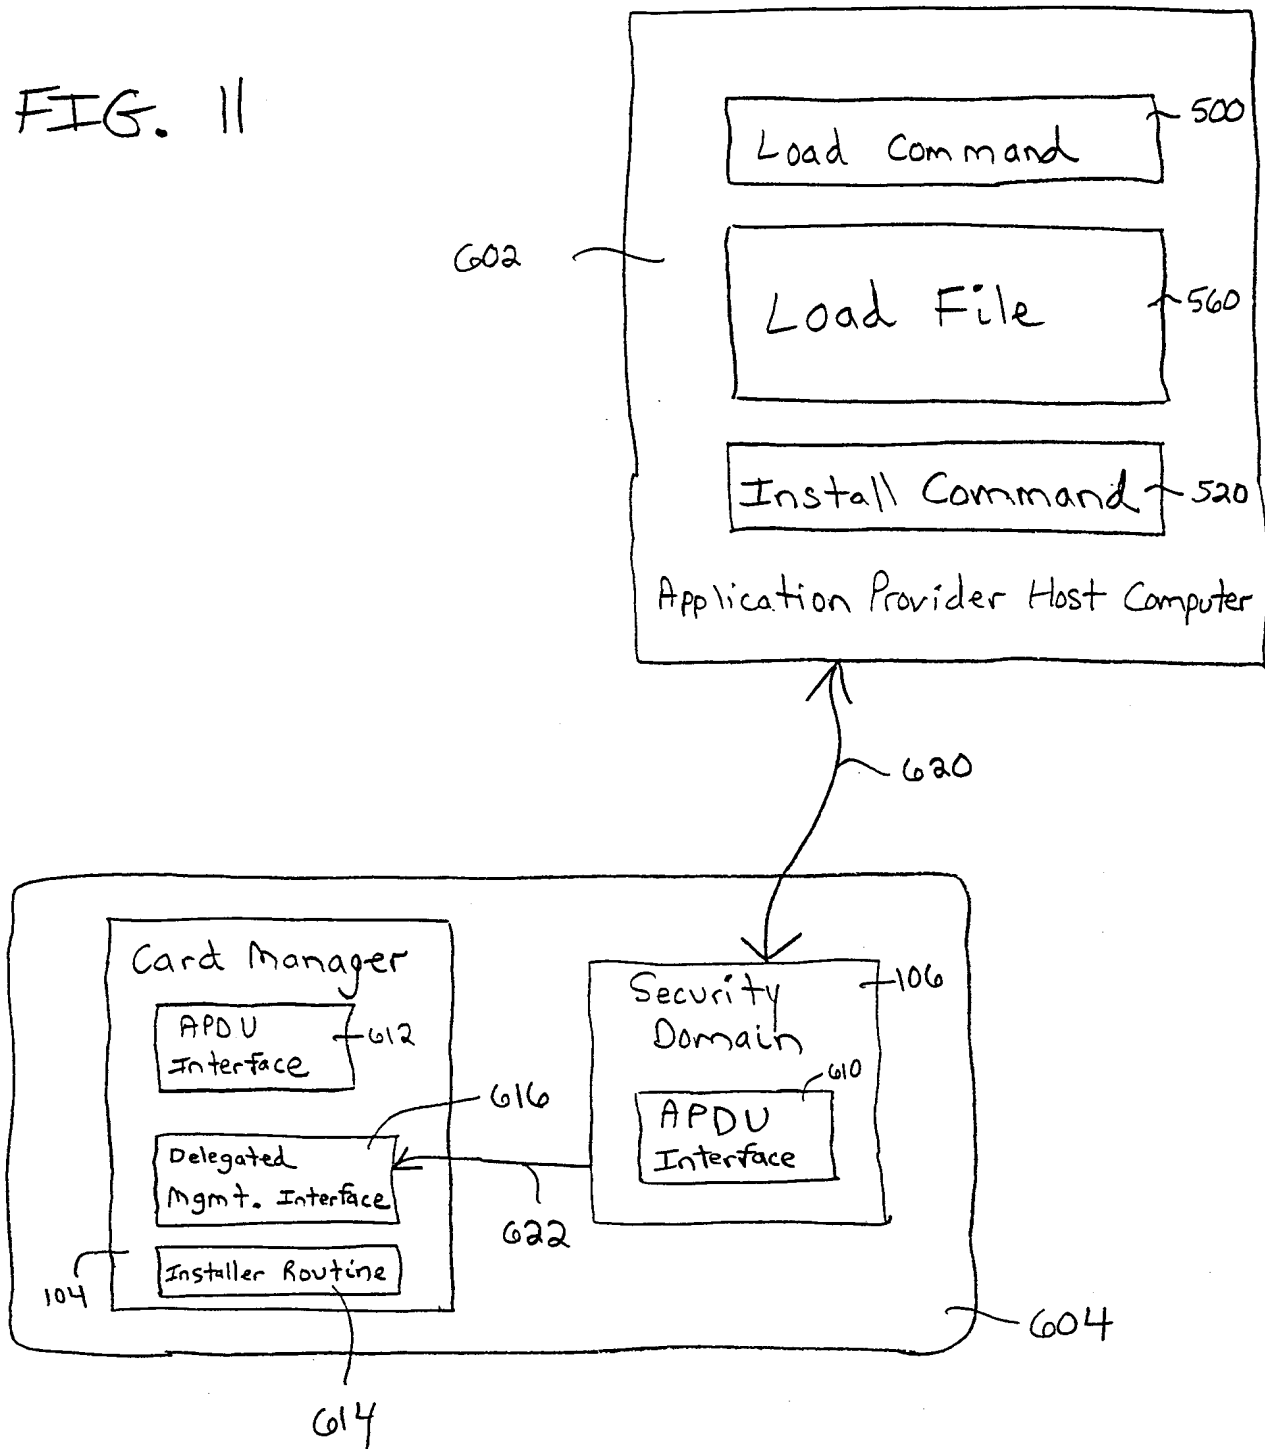 FIG. 11
Load Command
500
602
Load File
560
Install Command
520
Application Provider Host Computer
620
Card Manager
APDU
Interface
612
616
Delegated
Mgmt. Interface
622
104
Installer Routine
614
Security
Domain
106
610
APDU
Interface
604